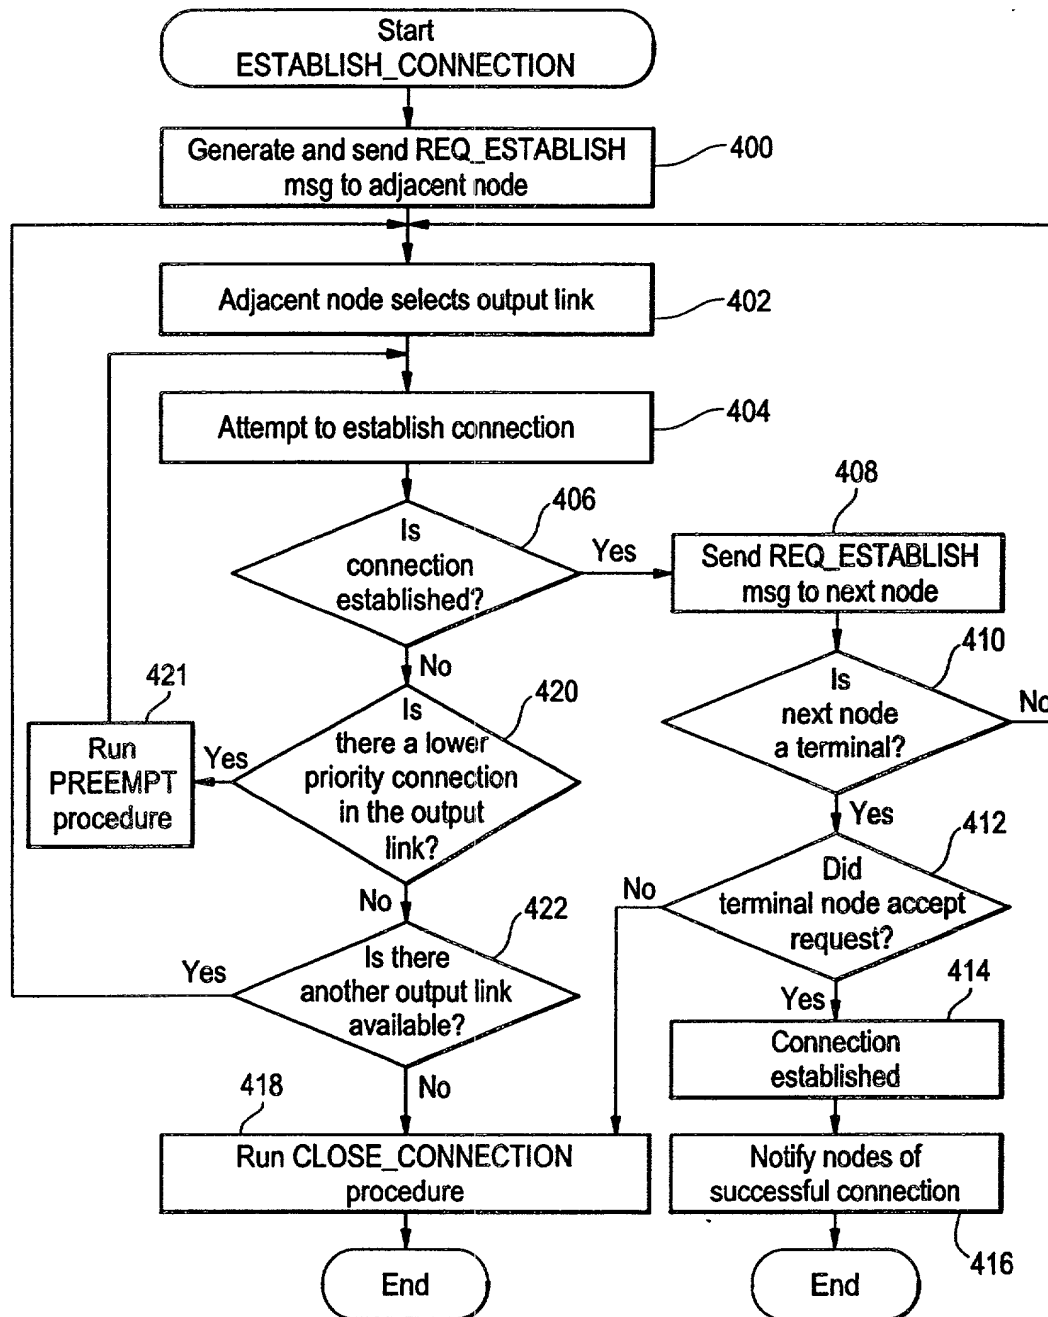 Start
ESTABLISH_CONNECTION
Generate and send REQ_ESTABLISH
msg to adjacent node
400
Adjacent node selects output link
402
Attempt to establish connection
404
Is
connection
established?
406
Yes
No
Send REQ_ESTABLISH
msg to next node
408
Is
next node
a terminal?
410
No
Yes
Is
there a lower
priority connection
in the output
link?
420
Yes
No
Run
PREEMPT
procedure
421
Did
terminal node accept
request?
412
No
Yes
Is there
another output link
available?
422
Yes
No
Connection
established
414
Run CLOSE_CONNECTION
procedure
418
Notify nodes of
successful connection
416
End
End